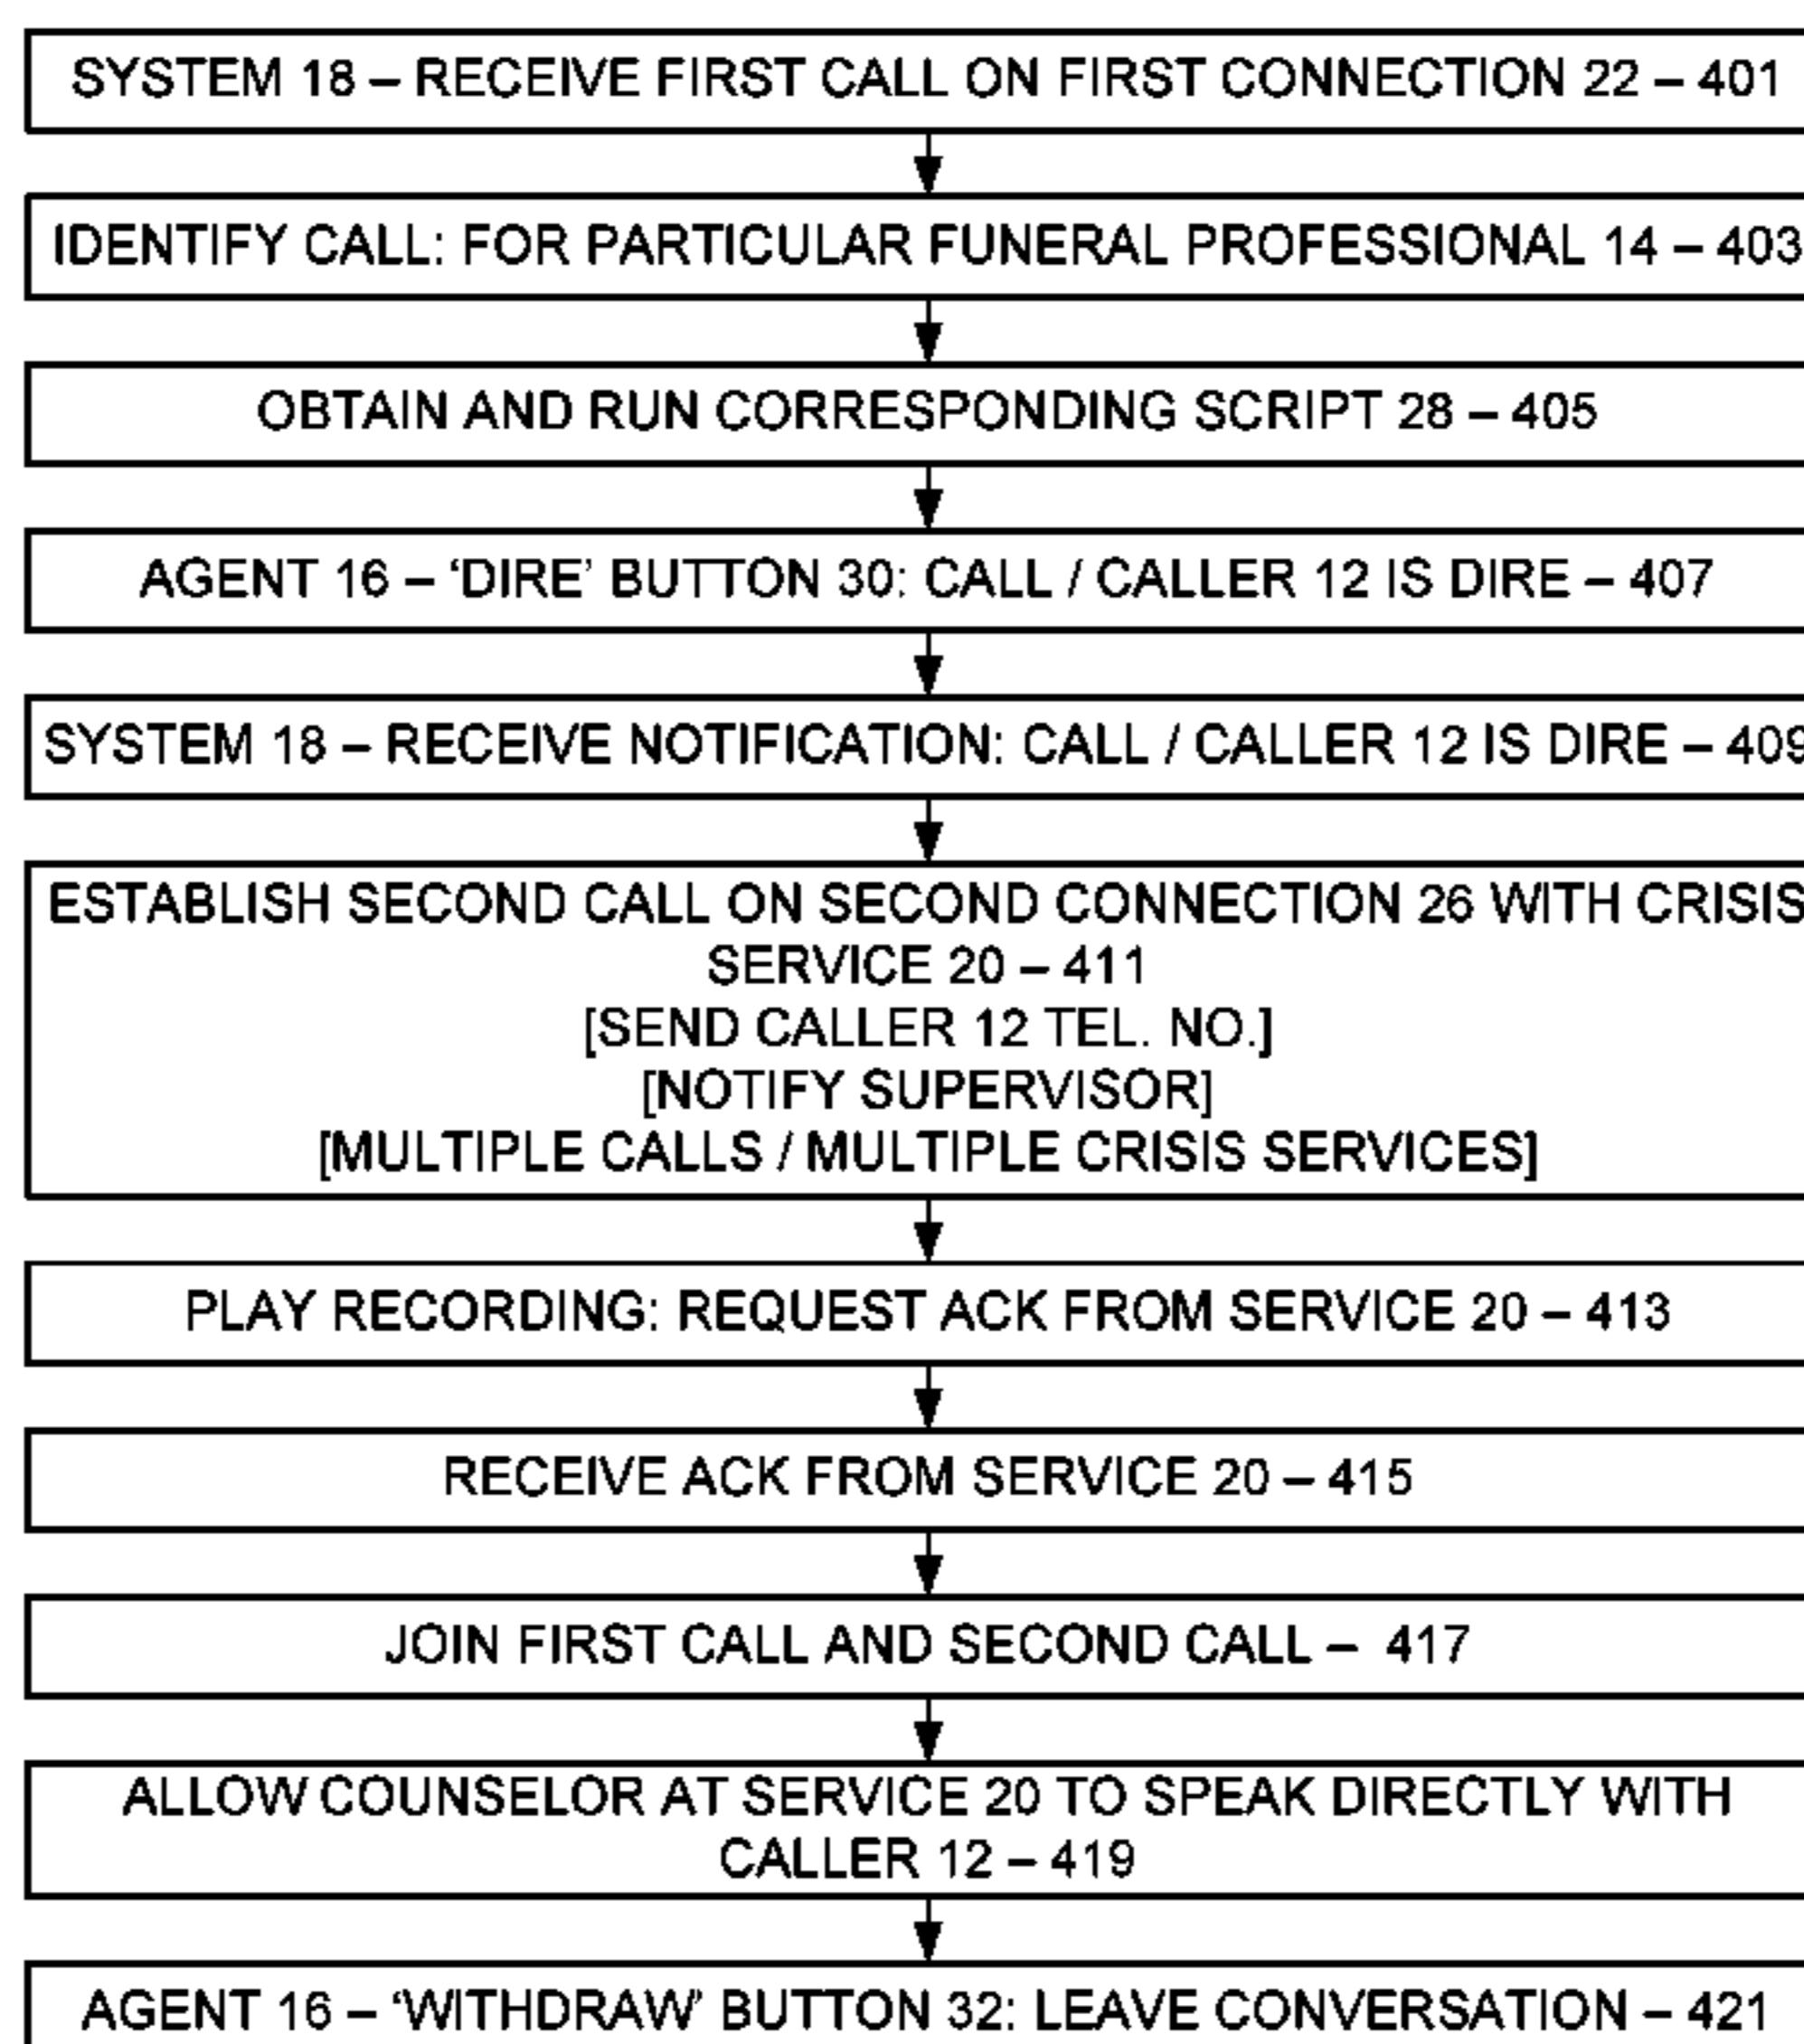 SYSTEM 18 – RECEIVE FIRST CALL ON FIRST CONNECTION 22 – 401
IDENTIFY CALL: FOR PARTICULAR FUNERAL PROFESSIONAL 14 – 403
OBTAIN AND RUN CORRESPONDING SCRIPT 28 – 405
AGENT 16 – ‘DIRE’ BUTTON 30: CALL / CALLER 12 IS DIRE – 407
SYSTEM 18 – RECEIVE NOTIFICATION: CALL / CALLER 12 IS DIRE – 409
ESTABLISH SECOND CALL ON SECOND CONNECTION 26 WITH CRISIS
SERVICE 20 – 411
[SEND CALLER 12 TEL. NO.]
[NOTIFY SUPERVISOR]
[MULTIPLE CALLS / MULTIPLE CRISIS SERVICES]
PLAY RECORDING: REQUEST ACK FROM SERVICE 20 – 413
RECEIVE ACK FROM SERVICE 20 – 415
JOIN FIRST CALL AND SECOND CALL – 417
ALLOW COUNSELOR AT SERVICE 20 TO SPEAK DIRECTLY WITH
CALLER 12 – 419
AGENT 16 – ‘WITHDRAW’ BUTTON 32: LEAVE CONVERSATION – 421